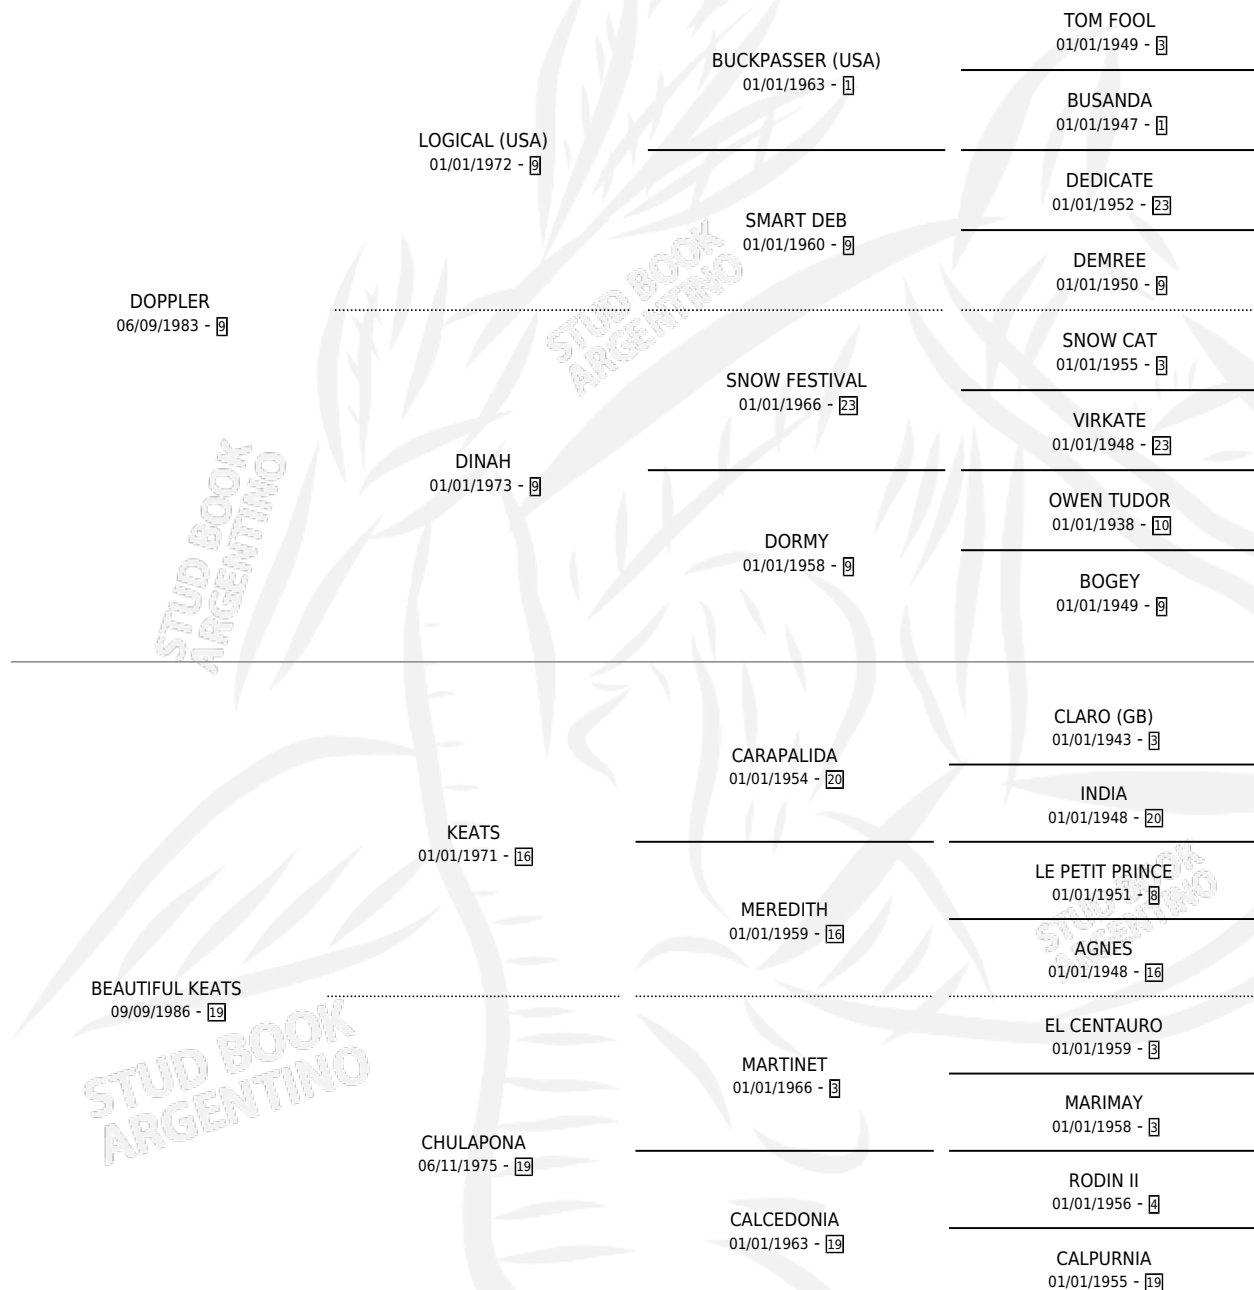 TOM FOOL
01/01/1949 - 3
BUCKPASSER (USA)
01/01/1963 - 1
BUSANDA
01/01/1947 - 1
LOGICAL (USA)
01/01/1972 - 9
DEDICATE
01/01/1952 - 23
SMART DEB
01/01/1960 - 9
DEMREE
01/01/1950 - 9
DOPPLER
06/09/1983 - 9
SNOW CAT
01/01/1955 - 3
SNOW FESTIVAL
01/01/1966 - 23
VIRKATE
01/01/1948 - 23
DINAH
01/01/1973 - 9
OWEN TUDOR
01/01/1938 - 10
DORMY
01/01/1958 - 9
BOGEY
01/01/1949 - 9
CLARO (GB)
01/01/1943 - 3
CARAPALIDA
01/01/1954 - 20
INDIA
01/01/1948 - 20
KEATS
01/01/1971 - 16
LE PETIT PRINCE
01/01/1951 - 8
MEREDITH
01/01/1959 - 16
AGNES
01/01/1948 - 16
BEAUTIFUL KEATS
09/09/1986 - 19
EL CENTAURO
01/01/1959 - 3
MARTINET
01/01/1966 - 3
MARIMAY
01/01/1958 - 3
CHULAPONA
06/11/1975 - 19
RODIN II
01/01/1956 - 4
CALCEDONIA
01/01/1963 - 19
CALPURNIA
01/01/1955 - 19
STUD BOOK
ARGENTINO
STUD BOOK
ARGENTINO
STUD BOOK
ARGENTINO
STUD BOOK
ARGENTINO